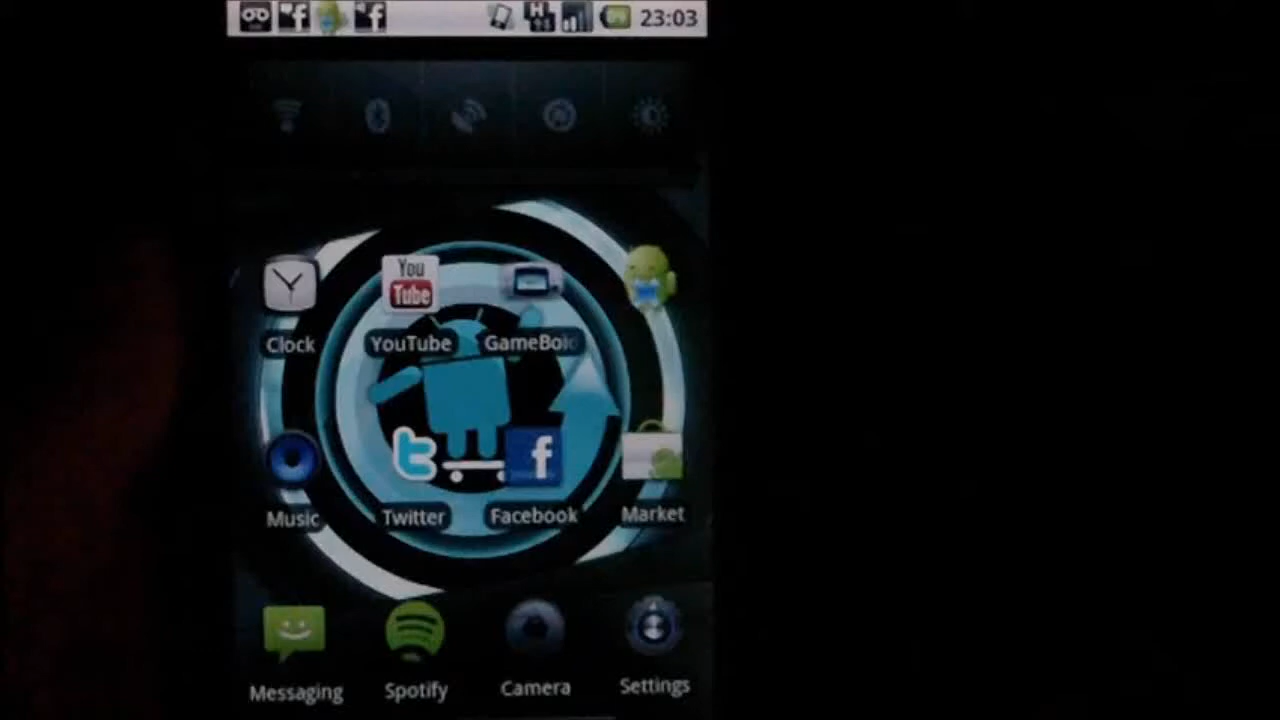 23:03
You
Tube
Clock
YouTube
GameBoid
Music
Twitter
Facebook
Market
Messaging
Spotify
Camera
Settings